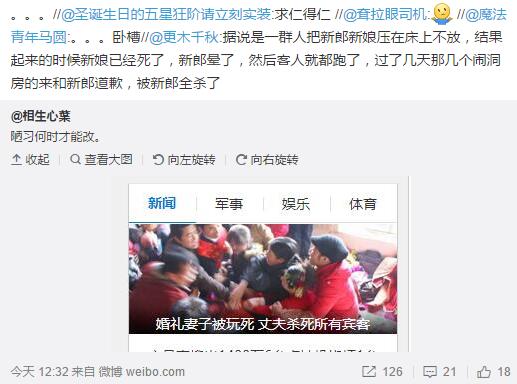 。。。//@圣诞生日的五星狂阶请立刻实装:求仁得仁 //@耷拉眼司机: //@魔法
青年马圆:。。。卧槽//@更木千秋:据说是一群人把新郎新娘压在床上不放，结果
起来的时候新娘已经死了，新郎晕了，然后客人就都跑了，过了几天那几个闹洞
房的来和新郎道歉，被新郎全杀了
@相生心菜
陋习何时才能改。
收起 查看大图 向左旋转 向右旋转
新闻 军事 娱乐 体育
婚礼妻子被玩死 丈夫杀死所有宾客
今天 12:32 来自 微博 weibo.com 126 21 18